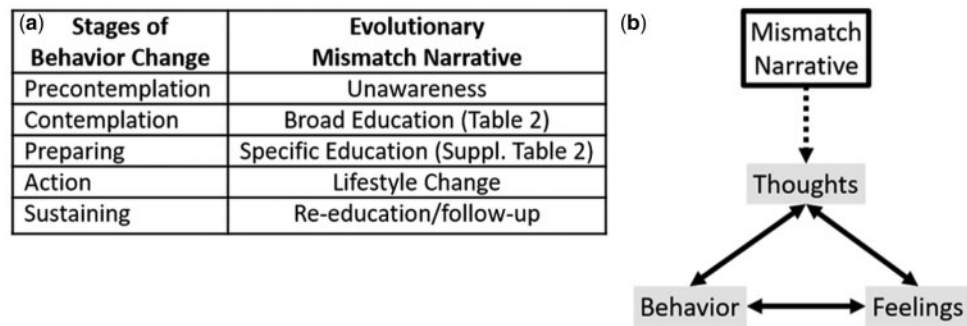 (a)
Stages of Behavior Change Evolutionary Mismatch Narrative
Precontemplation Unawareness
Contemplation Broad Education (Table 2)
Preparing Specific Education (Suppl. Table 2)
Action Lifestyle Change
Sustaining Re-education/follow-up
(b)
Mismatch
Narrative
Thoughts
Behavior Feelings